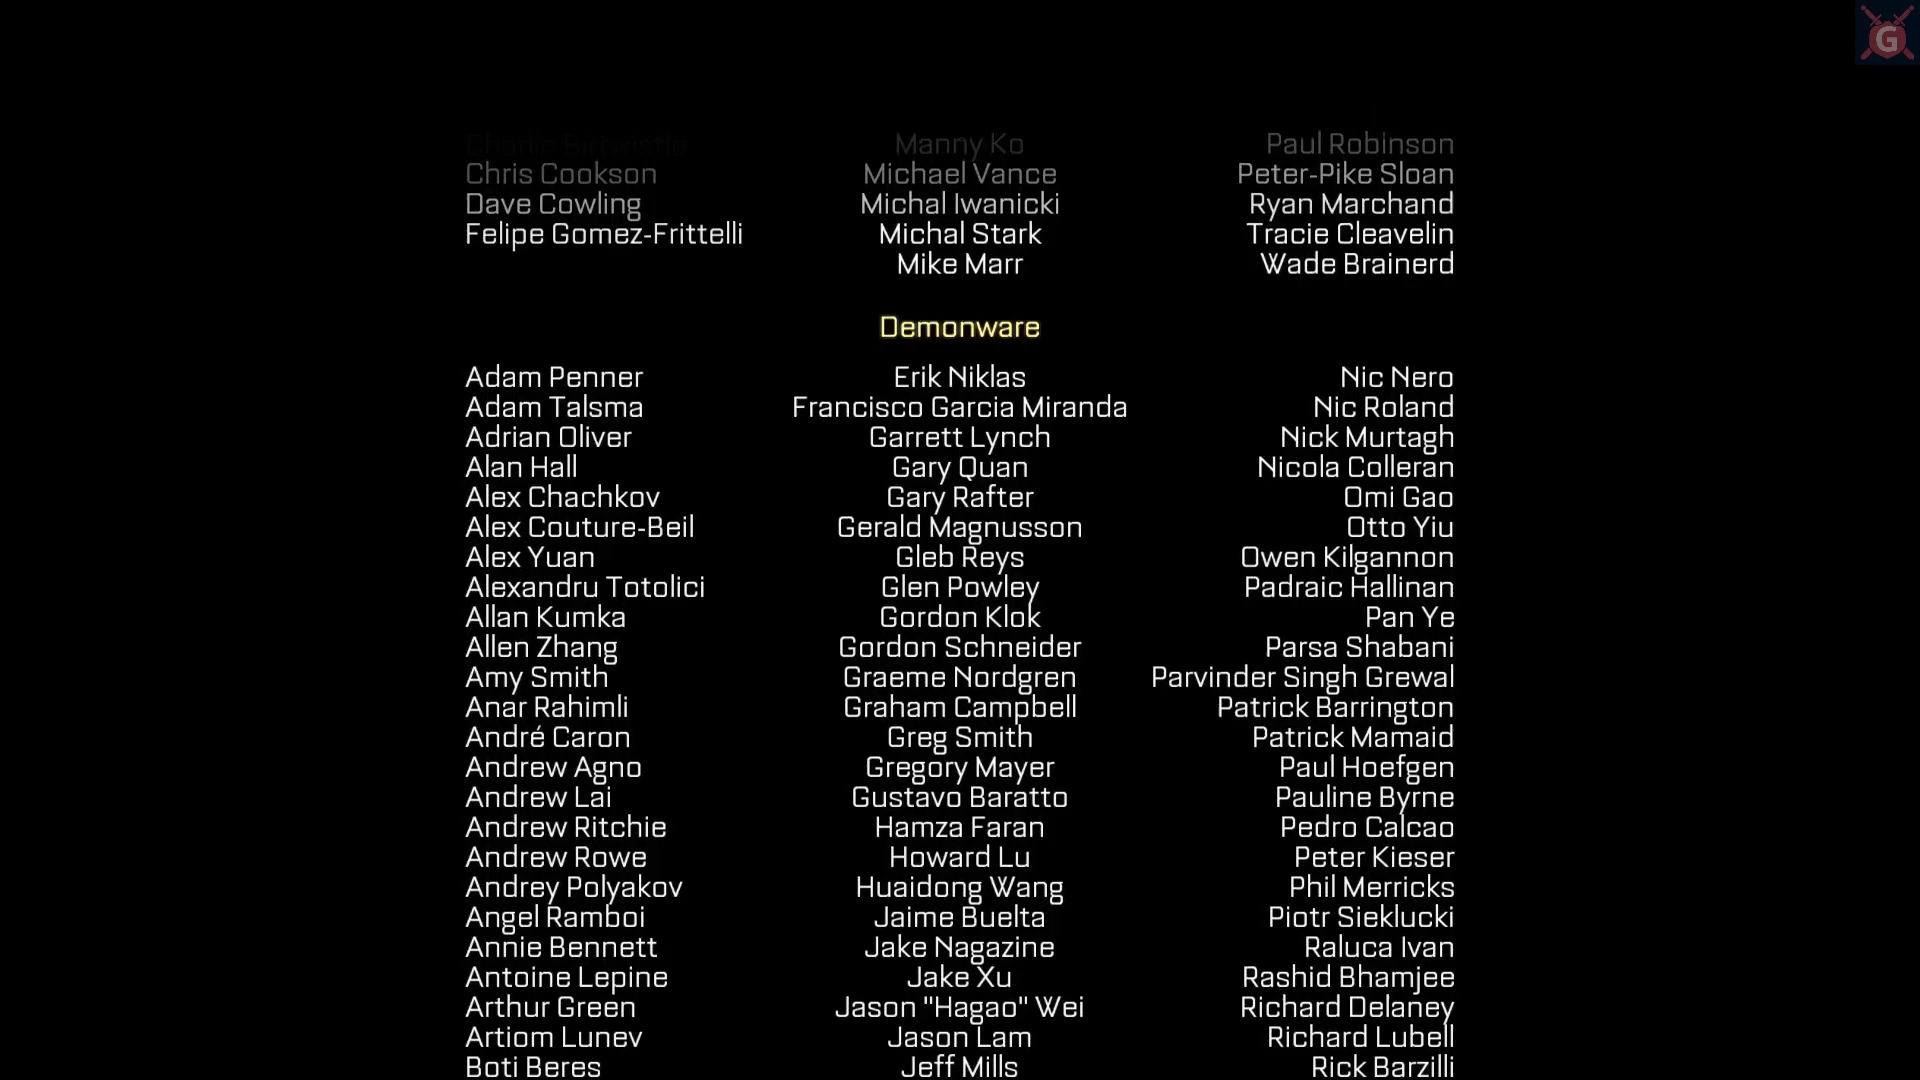 G
Manny Ko
Paul Robinson
Chris Cookson
Michael Vance
Peter-Pike Sloan
Dave Cowling
Michal Iwanicki
Ryan Marchand
Felipe Gomez-Frittelli
Michal Stark
Tracie Cleavelin
Mike Marr
Wade Brainerd
Demonware
Adam Penner
Erik Niklas
Nic Nero
Adam Talsma
Francisco Garcia Miranda
Nic Roland
Adrian Oliver
Garrett Lynch
Nick Murtagh
Alan Hall
Gary Quan
Nicola Colleran
Alex Chachkov
Gary Rafter
Omi Gao
Alex Couture-Beil
Gerald Magnusson
Otto Yiu
Alex Yuan
Gleb Reys
Owen Kilgannon
Alexandru Totolici
Glen Powley
Padraic Hallinan
Allan Kumka
Gordon Klok
Pan Ye
Allen Zhang
Gordon Schneider
Parsa Shabani
Amy Smith
Graeme Nordgren
Parvinder Singh Grewal
Anar Rahimli
Graham Campbell
Patrick Barrington
André Caron
Greg Smith
Patrick Mamaid
Andrew Agno
Gregory Mayer
Paul Hoefgen
Andrew Lai
Gustavo Baratto
Pauline Byrne
Andrew Ritchie
Hamza Faran
Pedro Calcao
Andrew Rowe
Howard Lu
Peter Kieser
Andrey Polyakov
Huaidong Wang
Phil Merricks
Angel Ramboi
Jaime Buelta
Piotr Sieklucki
Annie Bennett
Jake Nagazine
Raluca Ivan
Antoine Lepine
Jake Xu
Rashid Bhamjee
Arthur Green
Jason "Hagao" Wei
Richard Delaney
Artiom Lunev
Jason Lam
Richard Lubell
Boti Beres
Jeff Mills
Rick Barzilli